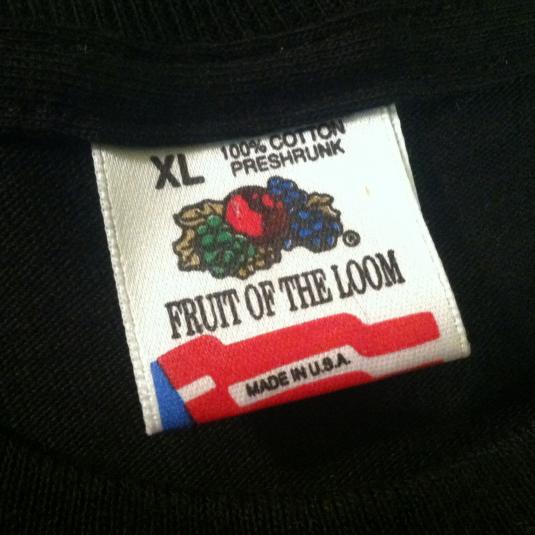 XL 100% COTTON
PRESHRUNK
®
FRUIT OF THE LOOM
MADE IN U.S.A.